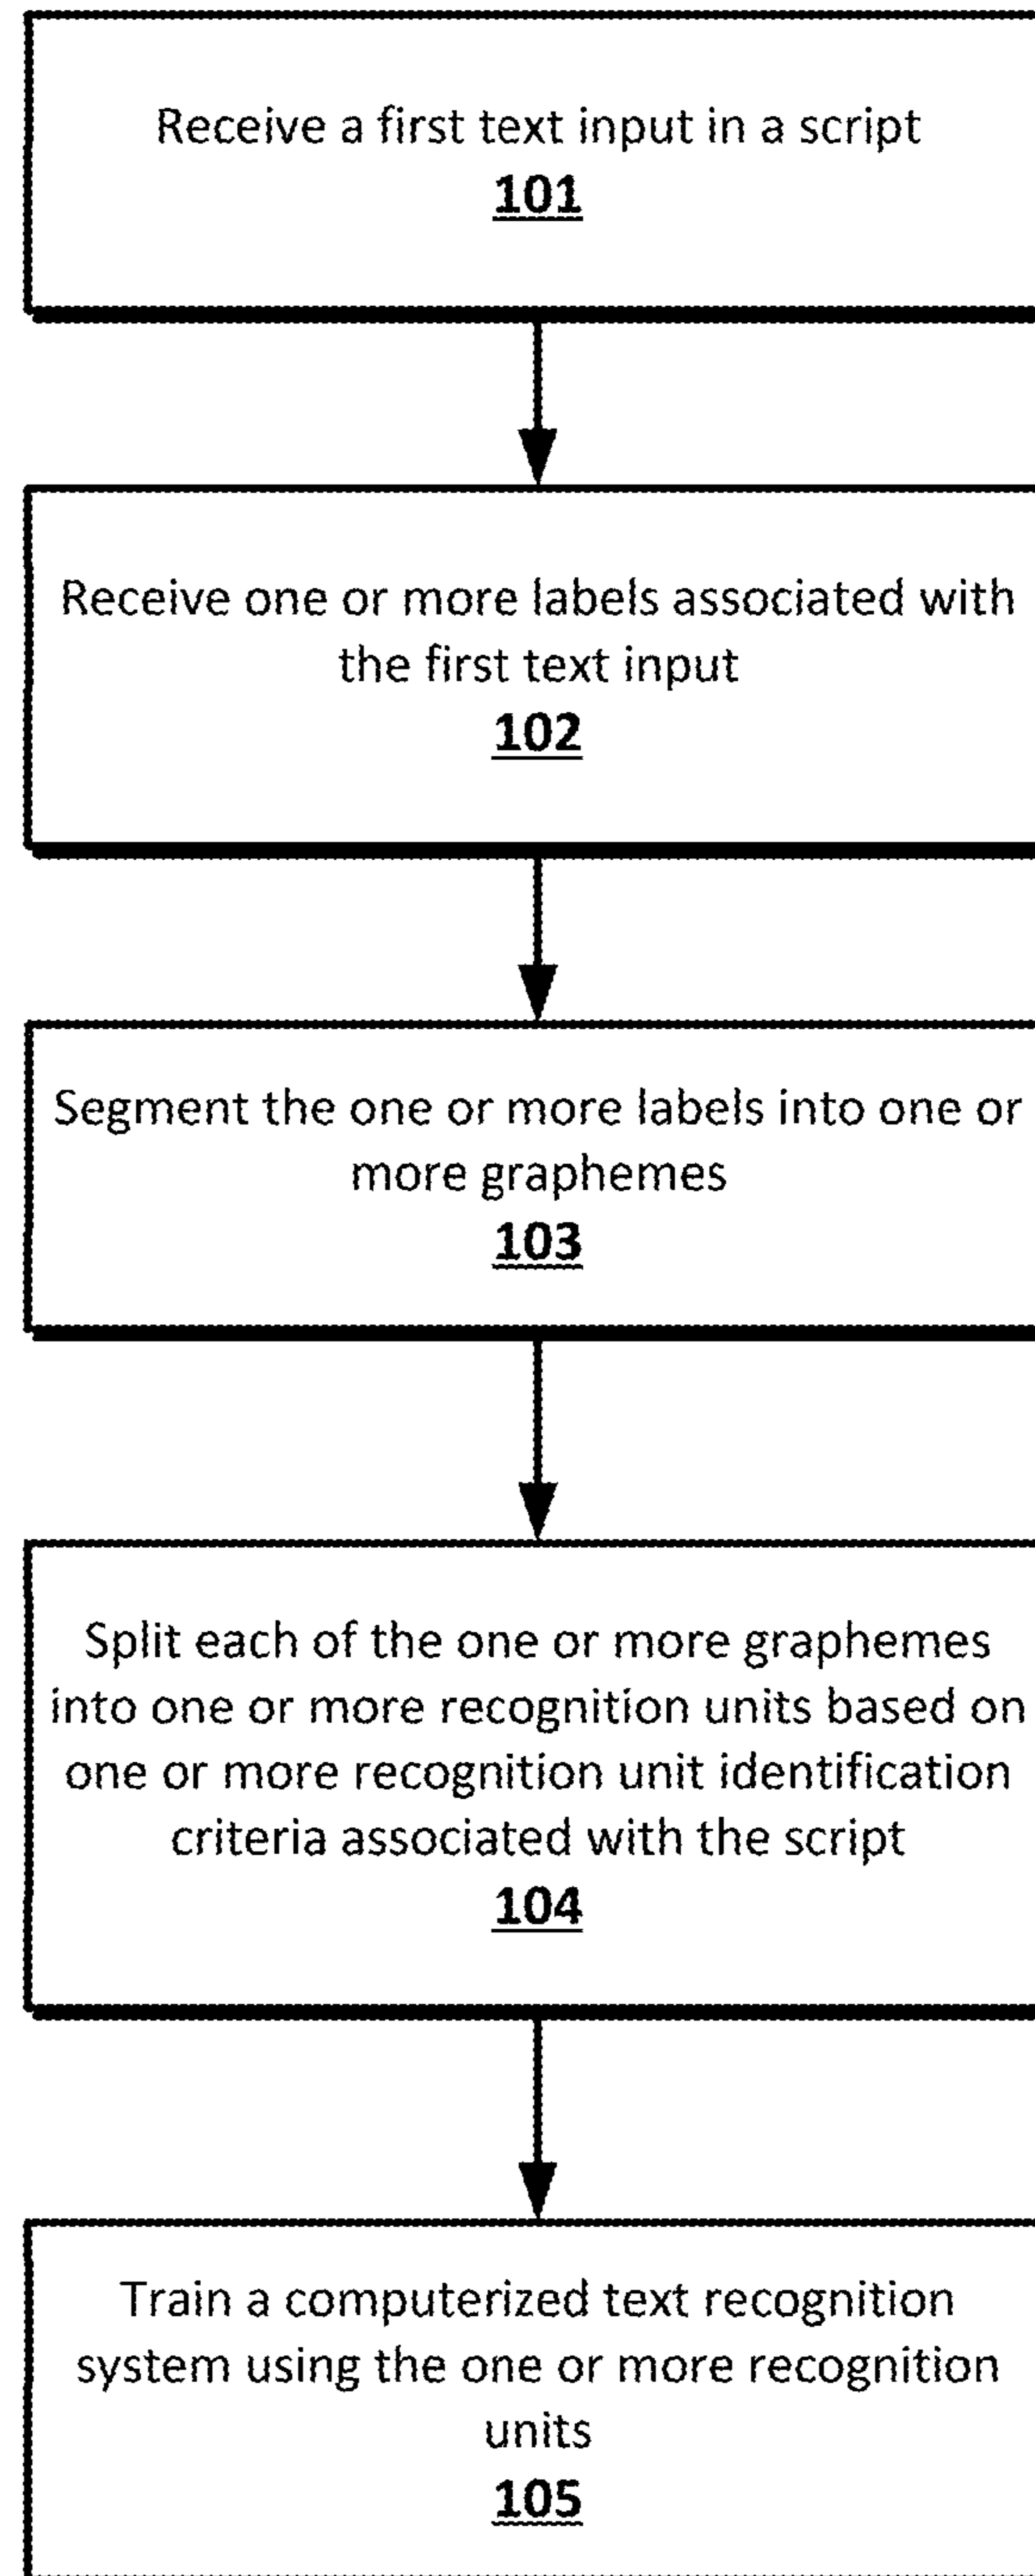 Receive a first text input in a script
101
Receive one or more labels associated with
the first text input
102
Segment the one or more labels into one or
more graphemes
103
Split each of the one or more graphemes
into one or more recognition units based on
one or more recognition unit identification
criteria associated with the script
104
Train a computerized text recognition
system using the one or more recognition
units
105